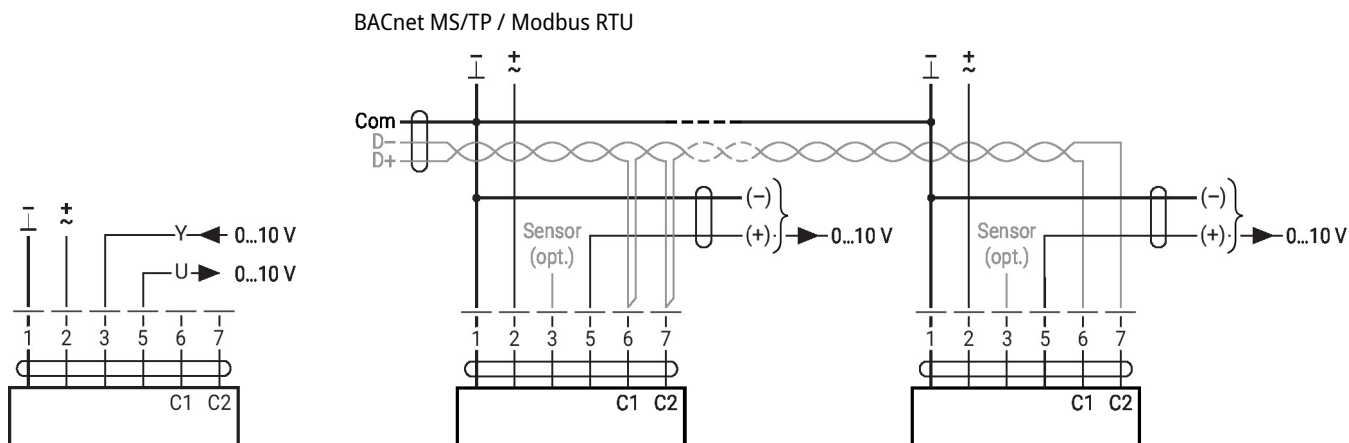 BACnet MS/TP / Modbus RTU
– + ~
– + ~
Com
D–
D+
(–)
(–)
– + ~
Y 0...10 V
Sensor (opt.)
(+) 0...10 V
Sensor (opt.)
(+) 0...10 V
U 0...10 V
1 2 3 5 6 7
1 2 3 5 6 7
1 2 3 5 6 7
C1 C2
C1 C2
C1 C2